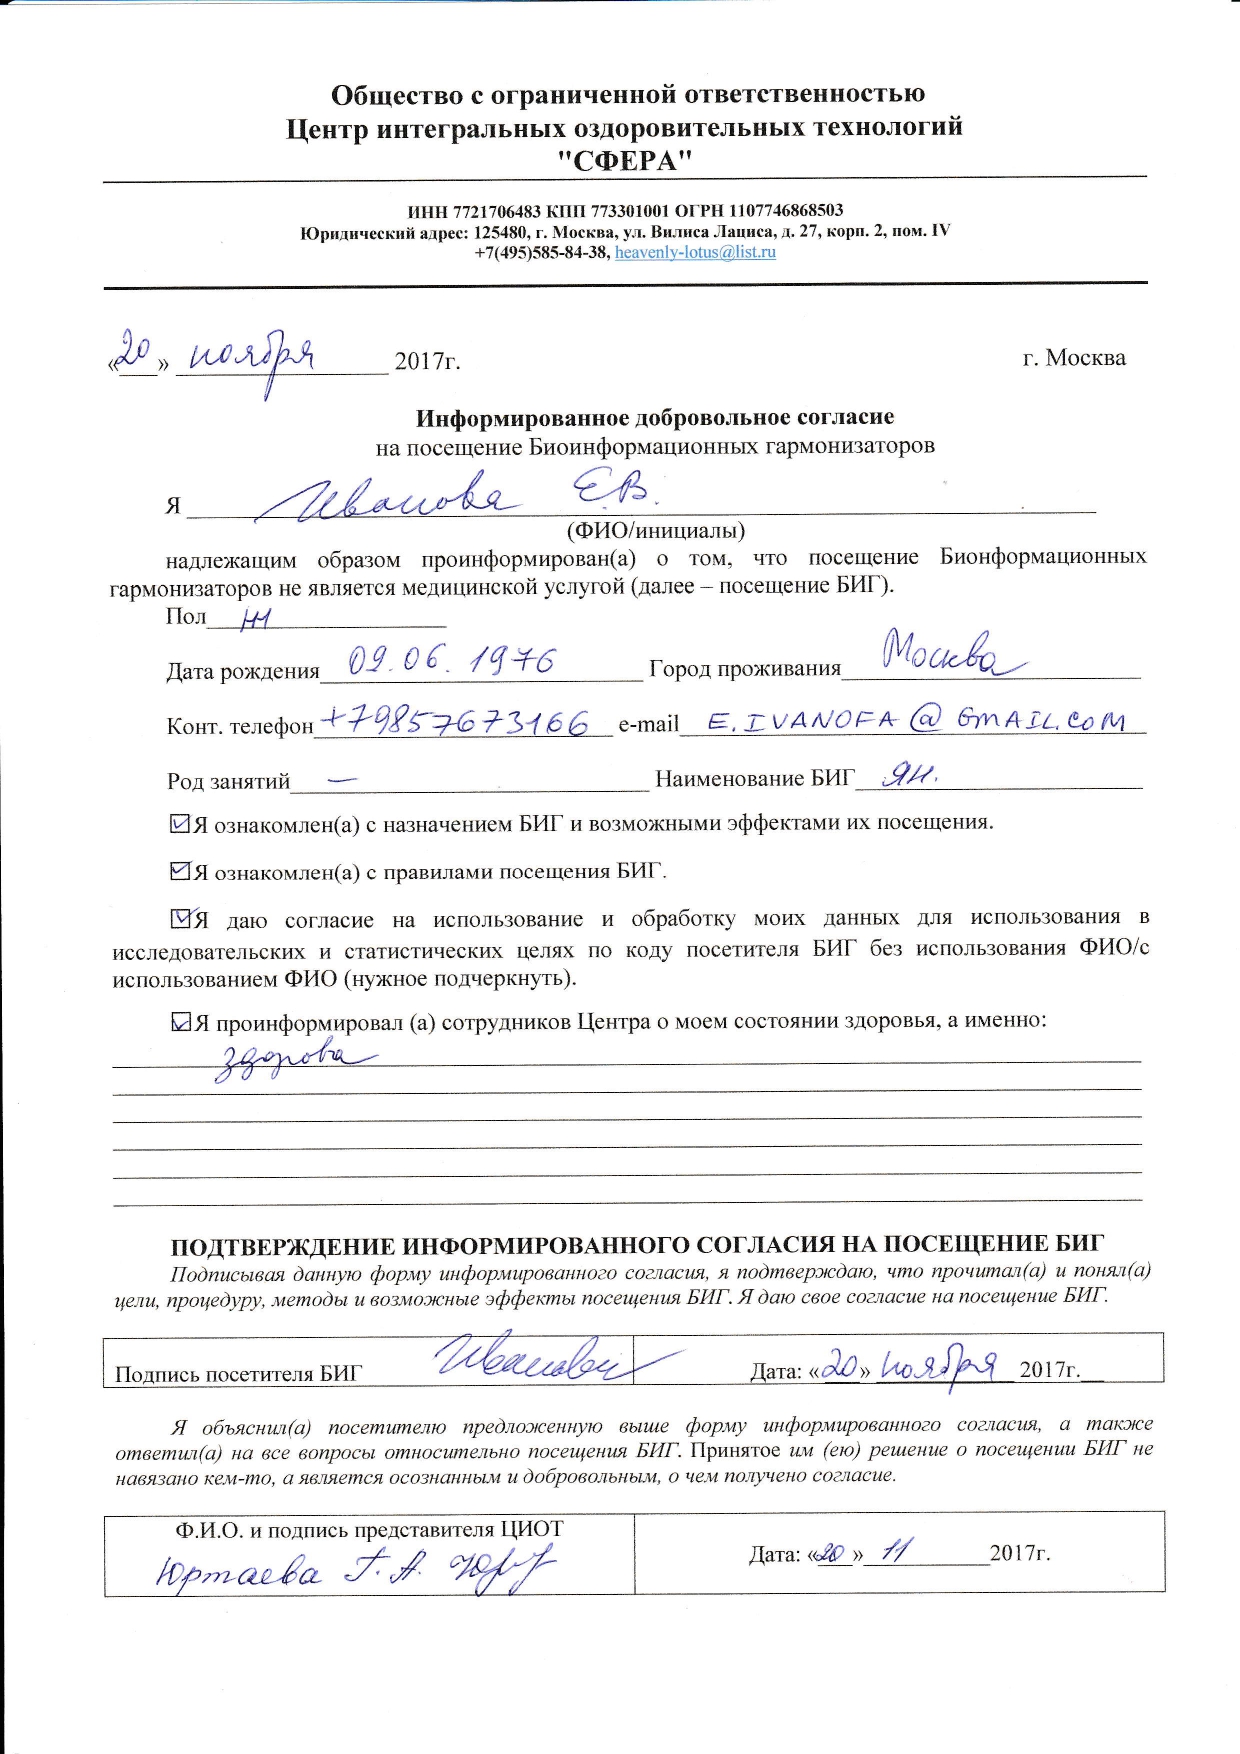 Общество с ограниченной ответственностью
Центр интегральных оздоровительных технологий
"СФЕРА"
ИНН 7721706483 КПП 773301001 ОГРН 1107746868503
Юридический адрес: 125480, г. Москва, ул. Вилиса Лациса, д. 27, корп. 2, пом. IV
+7(495)585-84-38, heavenly-lotus@list.ru
«20» ноября 2017г. г. Москва
Информированное добровольное согласие
на посещение Биоинформационных гармонизаторов
Я Иванова Е.В.
(ФИО/инициалы)
надлежащим образом проинформирован(а) о том, что посещение Бионформационных
гармонизаторов не является медицинской услугой (далее – посещение БИГ).
Пол Ж
Дата рождения 09.06.1976 Город проживания Москва
Конт. телефон +79857673166 e-mail E.IVANOFA@GMAIL.COM
Род занятий — Наименование БИГ ЯН.
Я ознакомлен(а) с назначением БИГ и возможными эффектами их посещения.
Я ознакомлен(а) с правилами посещения БИГ.
Я даю согласие на использование и обработку моих данных для использования в
исследовательских и статистических целях по коду посетителя БИГ без использования ФИО/с
использованием ФИО (нужное подчеркнуть).
Я проинформировал (а) сотрудников Центра о моем состоянии здоровья, а именно:
здорова
ПОДТВЕРЖДЕНИЕ ИНФОРМИРОВАННОГО СОГЛАСИЯ НА ПОСЕЩЕНИЕ БИГ
Подписывая данную форму информированного согласия, я подтверждаю, что прочитал(а) и понял(а)
цели, процедуру, методы и возможные эффекты посещения БИГ. Я даю свое согласие на посещение БИГ.
Подпись посетителя БИГ Дата: «20» ноября 2017г.
Я объяснил(а) посетителю предложенную выше форму информированного согласия, а также
ответил(а) на все вопросы относительно посещения БИГ. Принятое им (ею) решение о посещении БИГ не
навязано кем-то, а является осознанным и добровольным, о чем получено согласие.
Ф.И.О. и подпись представителя ЦИОТ
Юртаева Г.А. Дата: «20» 11 2017г.